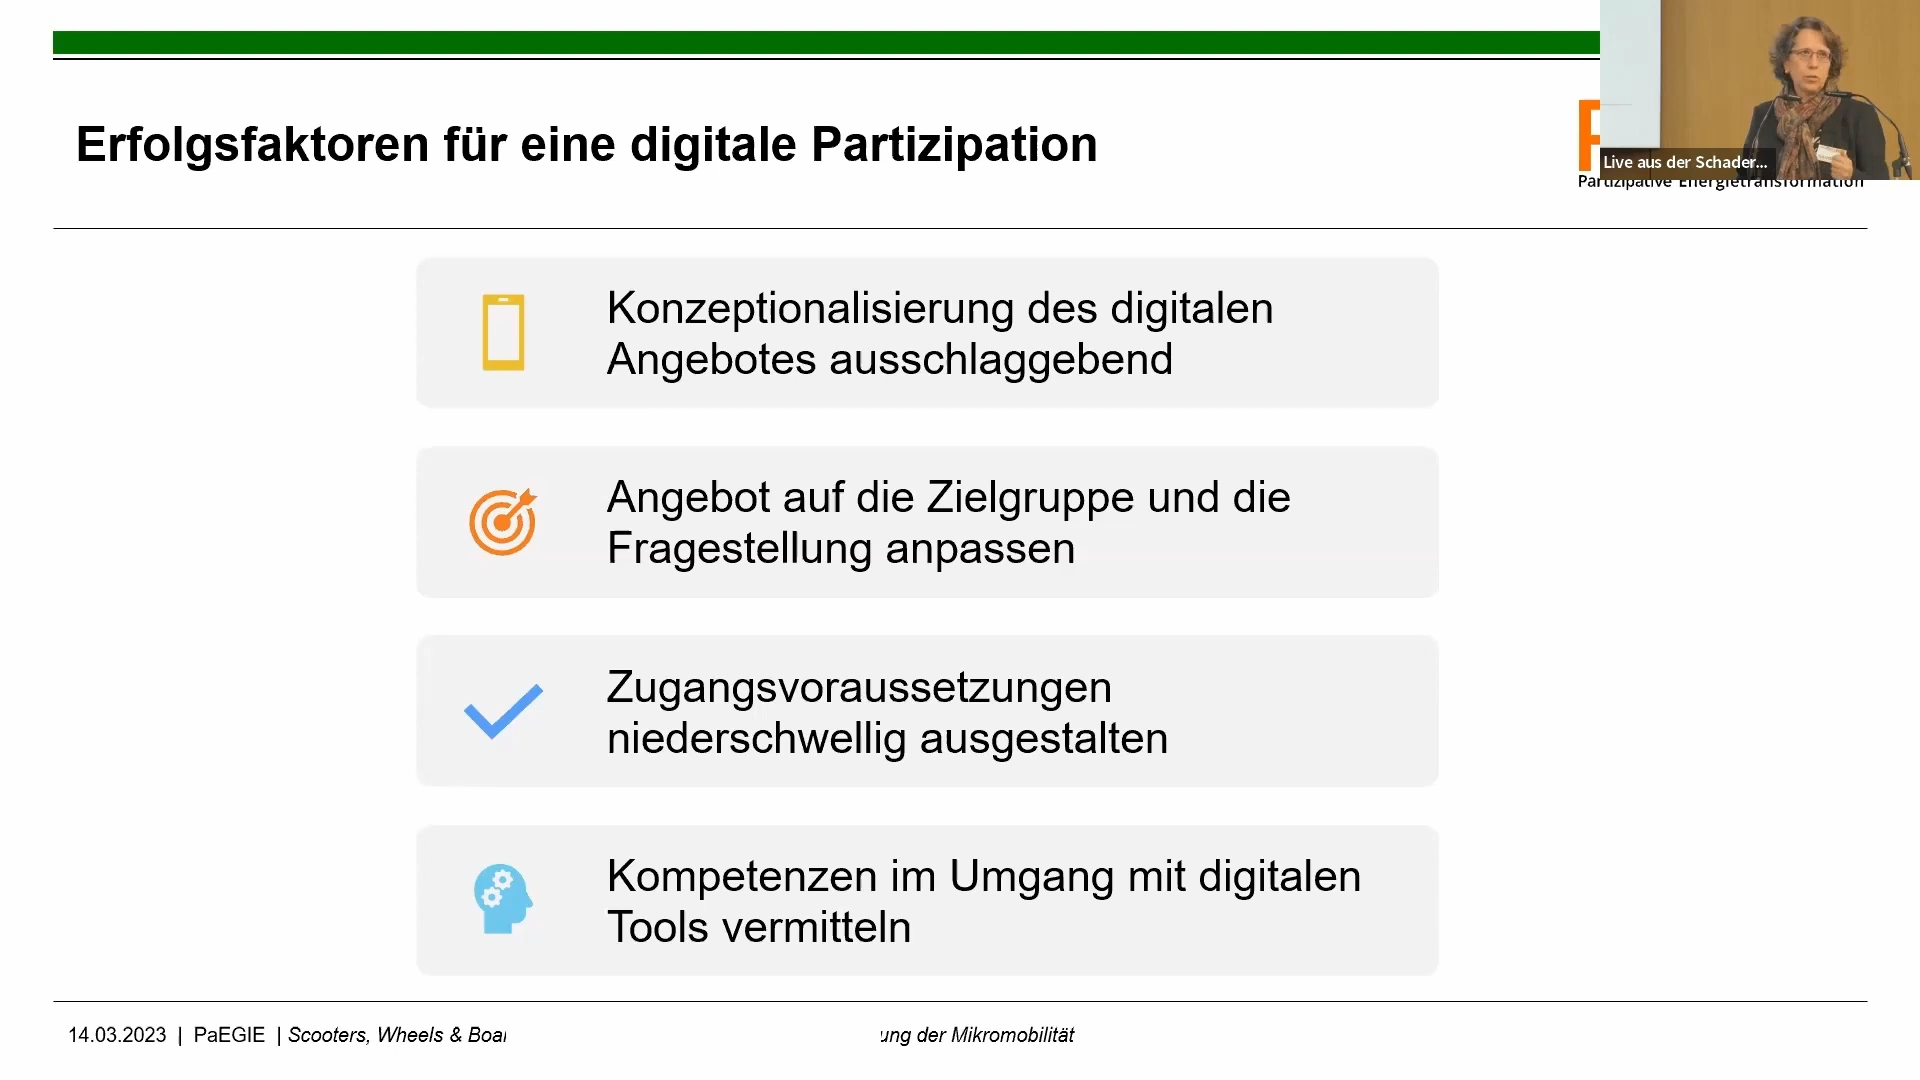 Erfolgsfaktoren für eine digitale Partizipation
Live aus der Schader...
Partizipative Energietransformation
Konzeptionalisierung des digitalen
Angebotes ausschlaggebend
Angebot auf die Zielgruppe und die
Fragestellung anpassen
Zugangsvoraussetzungen
niederschwellig ausgestalten
Kompetenzen im Umgang mit digitalen
Tools vermitteln
14.03.2023 | PaEGIE | Scooters, Wheels & der Mikromobilität